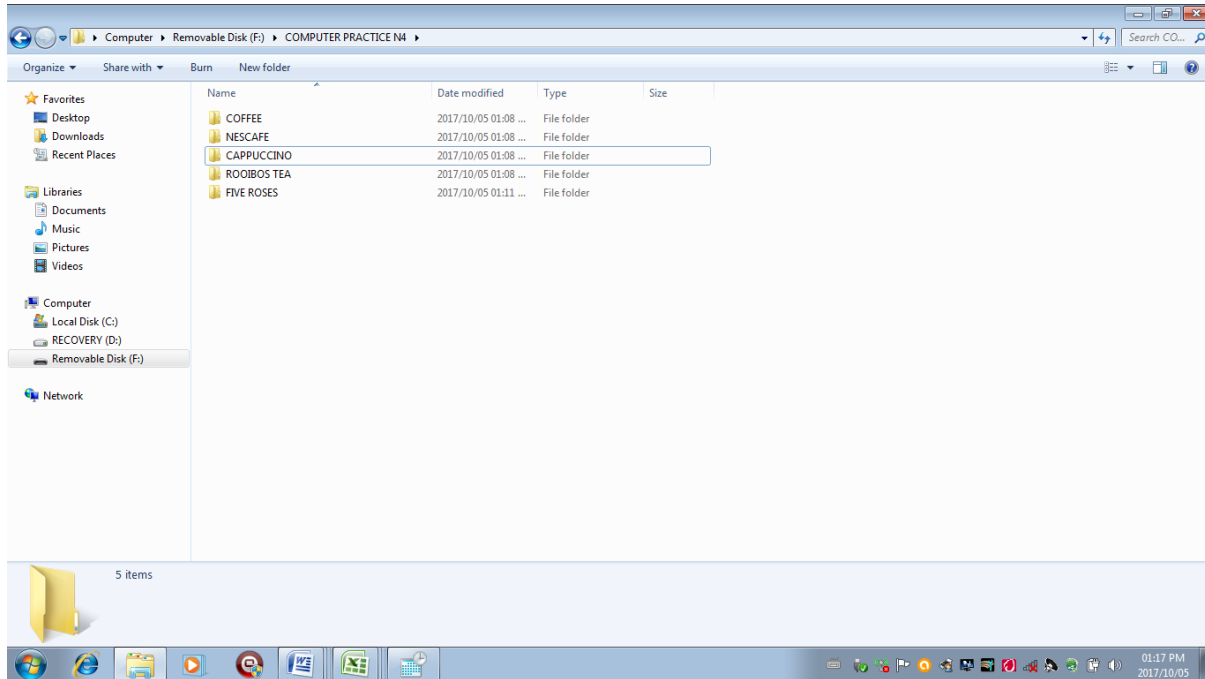 Computer Removable Disk (F:) COMPUTER PRACTICE N4 Search CO...
Organize Share with Burn New folder
Favorites
Desktop
Downloads
Recent Places
Libraries
Documents
Music
Pictures
Videos
Computer
Local Disk (C:)
RECOVERY (D:)
Removable Disk (F:)
Network
Name Date modified Type Size
COFFEE 2017/10/05 01:08 ... File folder
NESCAFE 2017/10/05 01:08 ... File folder
CAPPUCCINO 2017/10/05 01:08 ... File folder
ROOIBOS TEA 2017/10/05 01:08 ... File folder
FIVE ROSES 2017/10/05 01:11 ... File folder
5 items
01:17 PM
2017/10/05